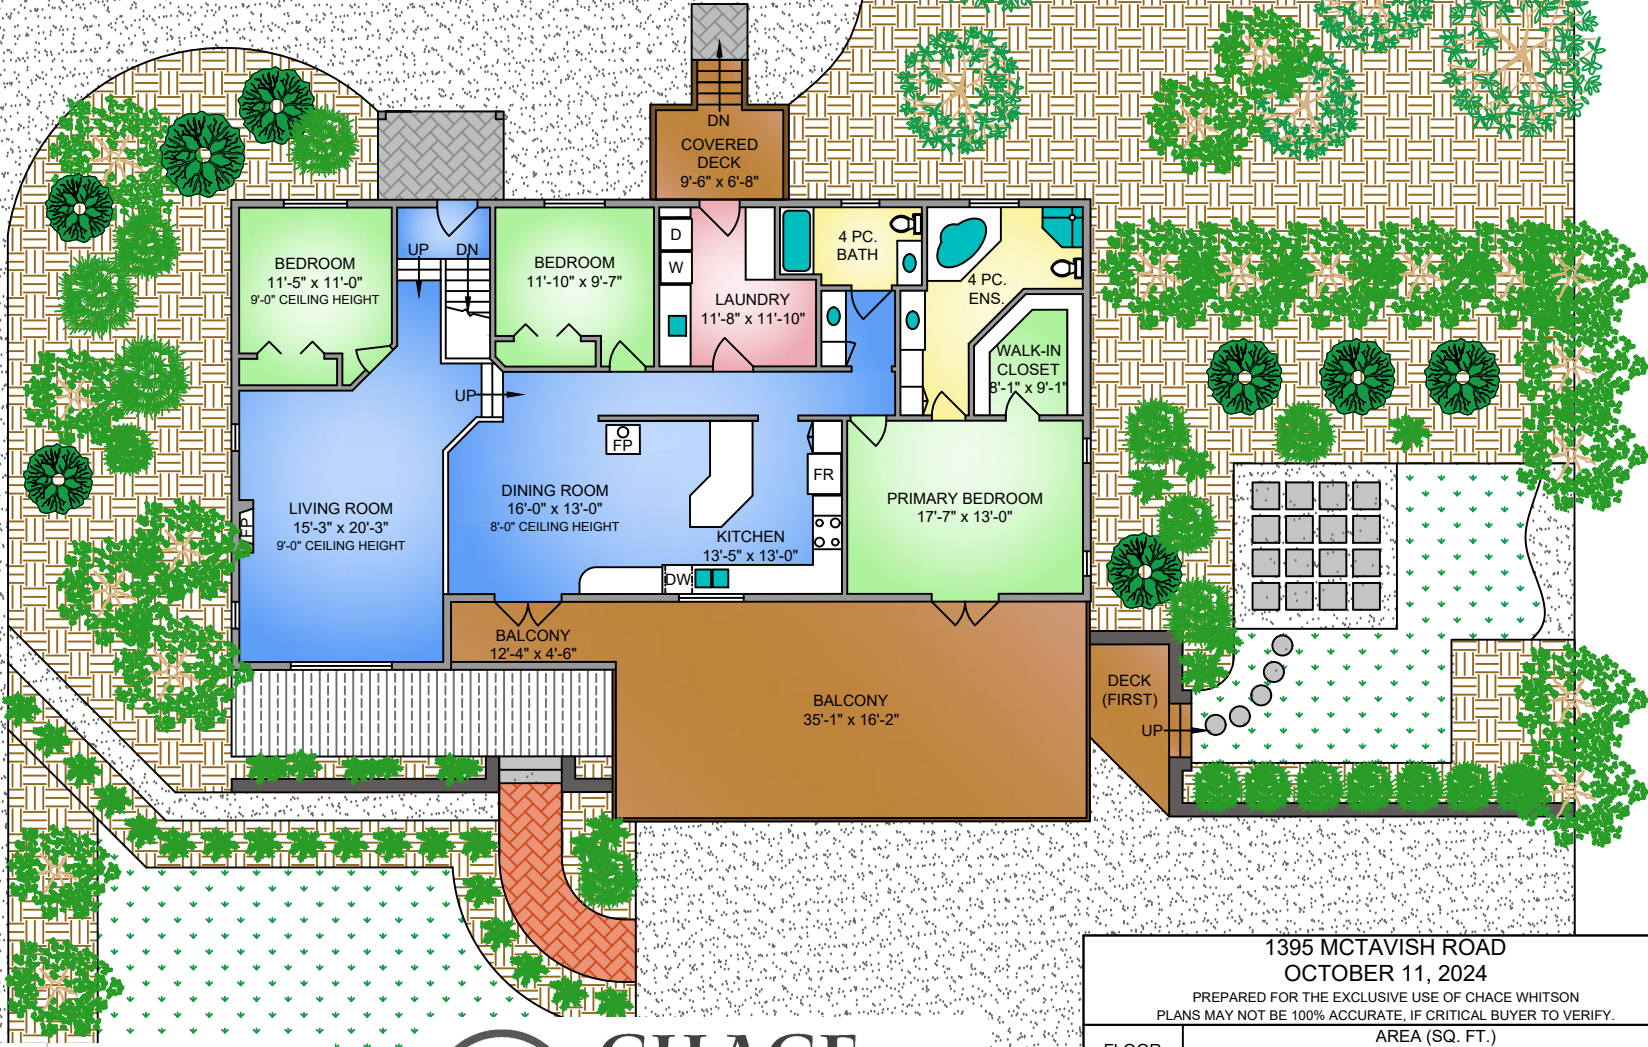 DN
COVERED
DECK
9'-6" x 6'-8"
BEDROOM
11'-5" x 11'-0"
9'-0" CEILING HEIGHT
UP
DN
BEDROOM
11'-10" x 9'-7"
D
W
LAUNDRY
11'-8" x 11'-10"
4 PC.
BATH
4 PC.
ENS.
WALK-IN
CLOSET
8'-1" x 9'-1"
UP
FP
FR
LIVING ROOM
15'-3" x 20'-3"
9'-0" CEILING HEIGHT
FP
DINING ROOM
16'-0" x 13'-0"
8'-0" CEILING HEIGHT
KITCHEN
13'-5" x 13'-0"
DW
PRIMARY BEDROOM
17'-7" x 13'-0"
BALCONY
12'-4" x 4'-6"
BALCONY
35'-1" x 16'-2"
DECK
(FIRST)
UP
1395 MCTAVISH ROAD
OCTOBER 11, 2024
PREPARED FOR THE EXCLUSIVE USE OF CHACE WHITSON
PLANS MAY NOT BE 100% ACCURATE, IF CRITICAL BUYER TO VERIFY.
AREA (SQ. FT.)
FLOOR
CHACE